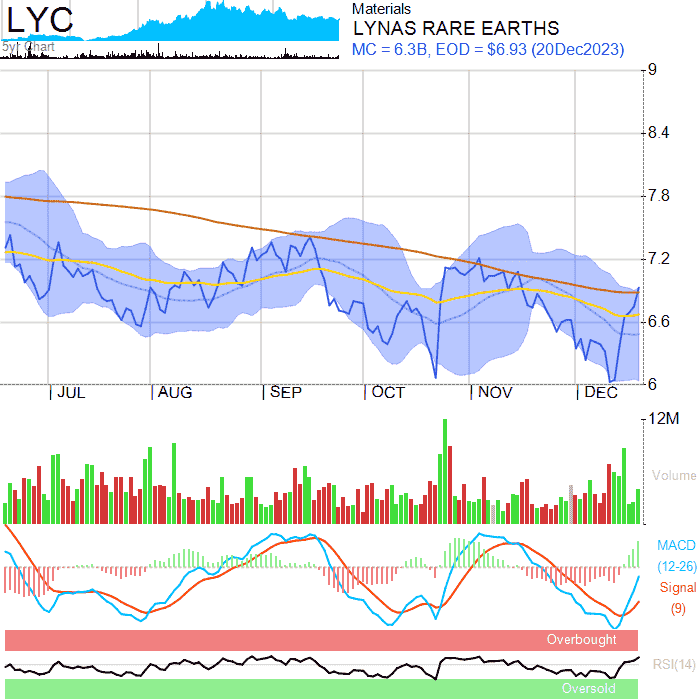 LYC
5yr Chart
Materials
LYNAS RARE EARTHS
MC = 6.3B, EOD = $6.93 (20Dec2023)
9
8.4
7.8
7.2
6.6
6
JUL AUG SEP OCT NOV DEC
12M
Volume
MACD
(12-26)
Signal
(9)
Overbought
RSI(14)
Oversold